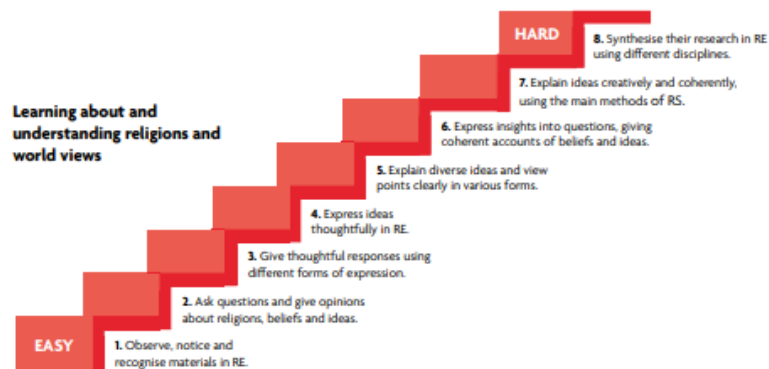 HARD
8. Synthesise their research in RE
using different disciplines.
7. Explain ideas creatively and coherently,
using the main methods of RS.
Learning about and
understanding religions and
world views
6. Express insights into questions, giving
coherent accounts of beliefs and ideas.
5. Explain diverse ideas and view
points clearly in various forms.
4. Express ideas
thoughtfully in RE.
3. Give thoughtful responses using
different forms of expression.
2. Ask questions and give opinions
about religions, beliefs and ideas.
EASY
1. Observe, notice and
recognise materials in RE.